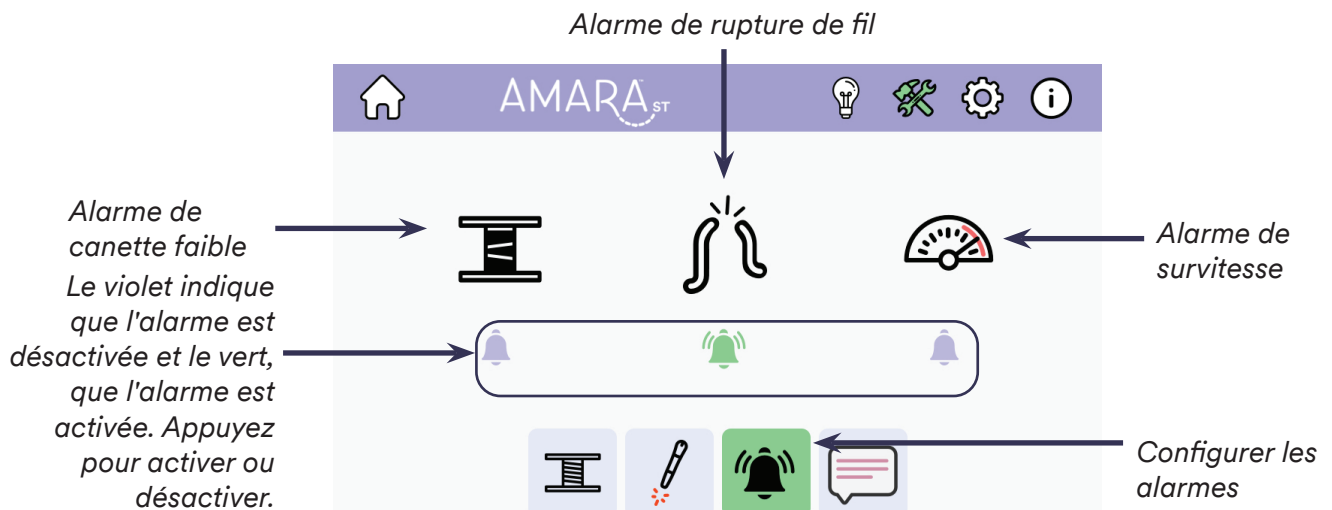 Alarme de rupture de fil
AMARA™ ST
Alarme de
canette faible
Le violet indique
que l'alarme est
désactivée et le vert,
que l'alarme est
activée. Appuyez
pour activer ou
désactiver.
Alarme de
survitesse
Configurer les
alarmes